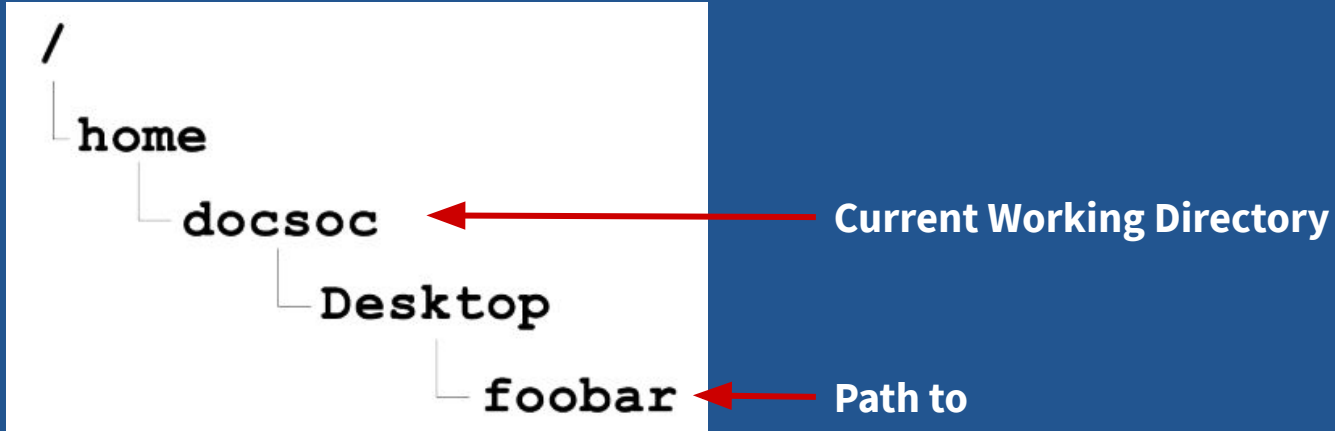 /
home
docsoc
Current Working Directory
Desktop
foobar
Path to